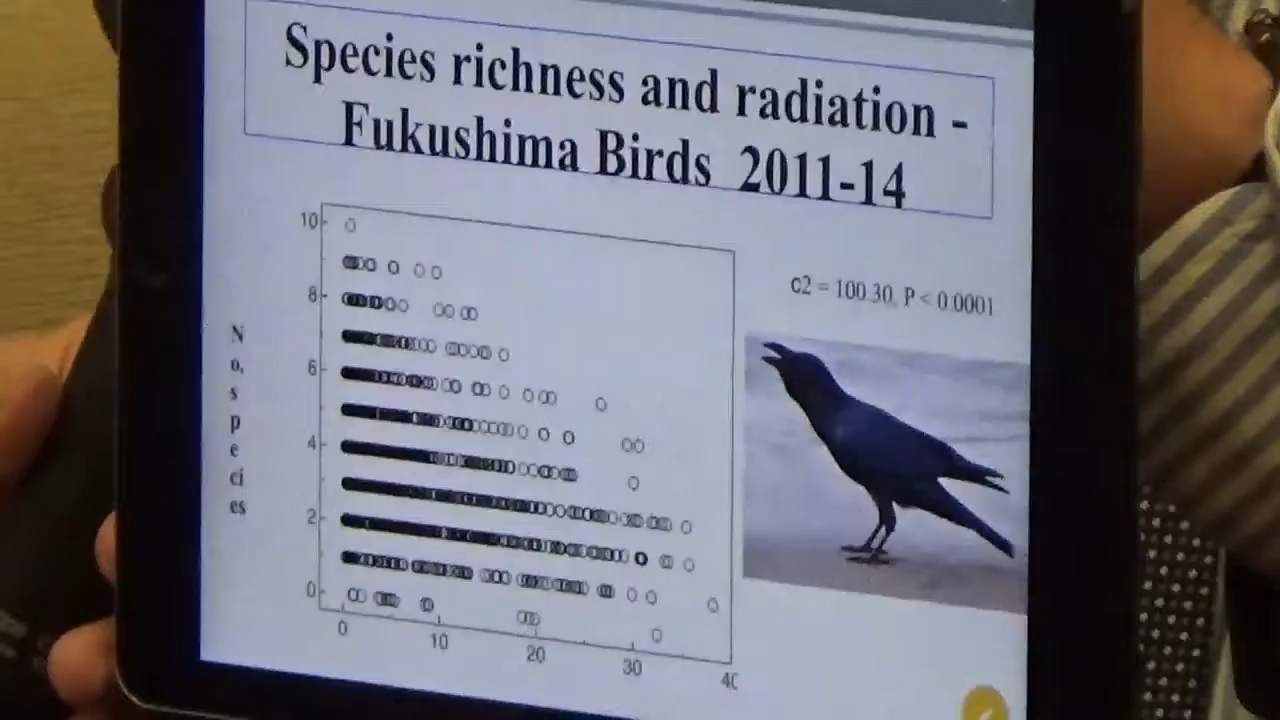 Species richness and radiation -
Fukushima Birds 2011-14
c2 = 100.30, P < 0.0001
10
8
6
4
2
0
N
o,
s
p
e
ci
es
0 10 20 30 40